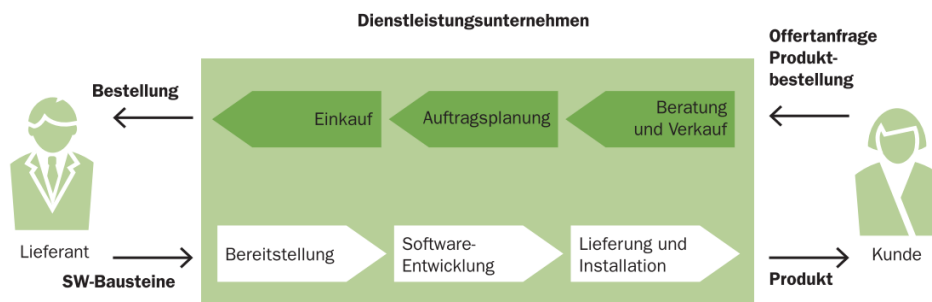 Dienstleistungsunternehmen
Offertanfrage
Produkt-
bestellung
Bestellung
Einkauf
Auftragsplanung
Beratung
und Verkauf
Lieferant
Bereitstellung
Software-
Entwicklung
Lieferung und
Installation
Kunde
SW-Bausteine
Produkt